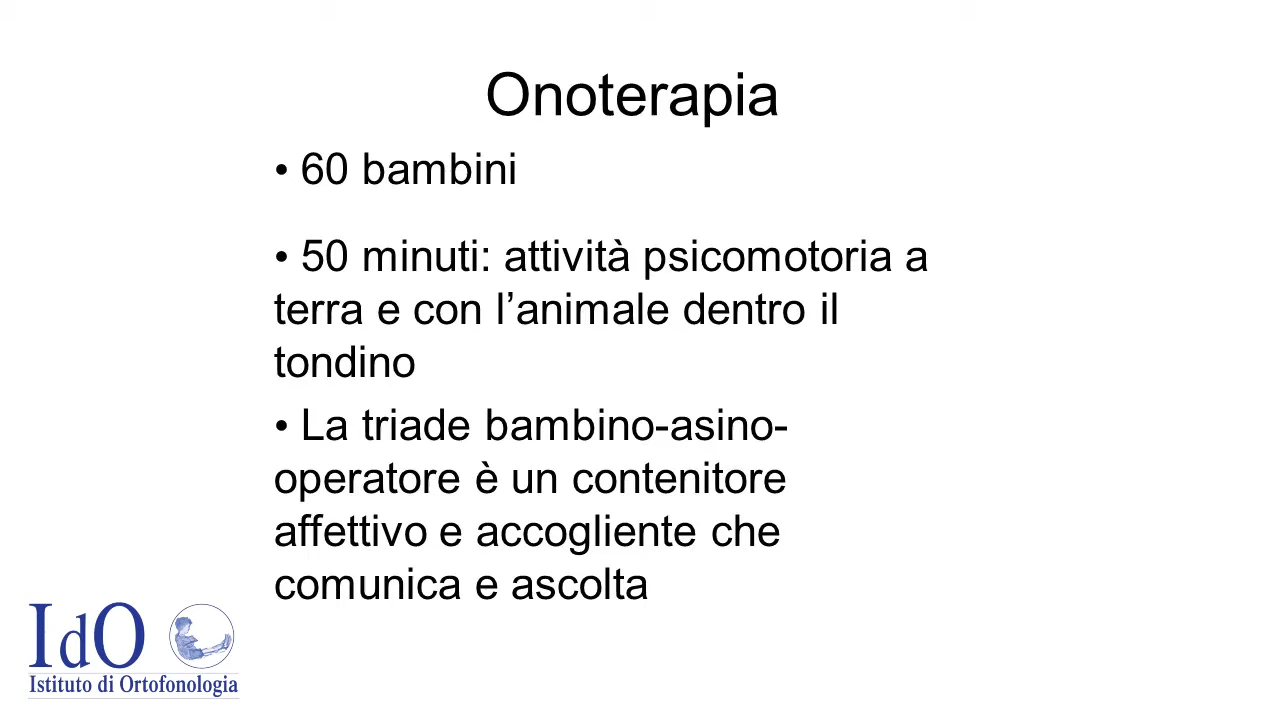 Onoterapia
• 60 bambini
• 50 minuti: attività psicomotoria a
terra e con l’animale dentro il
tondino
• La triade bambino-asino-
operatore è un contenitore
affettivo e accogliente che
comunica e ascolta
IdO
Istituto di Ortofonologia